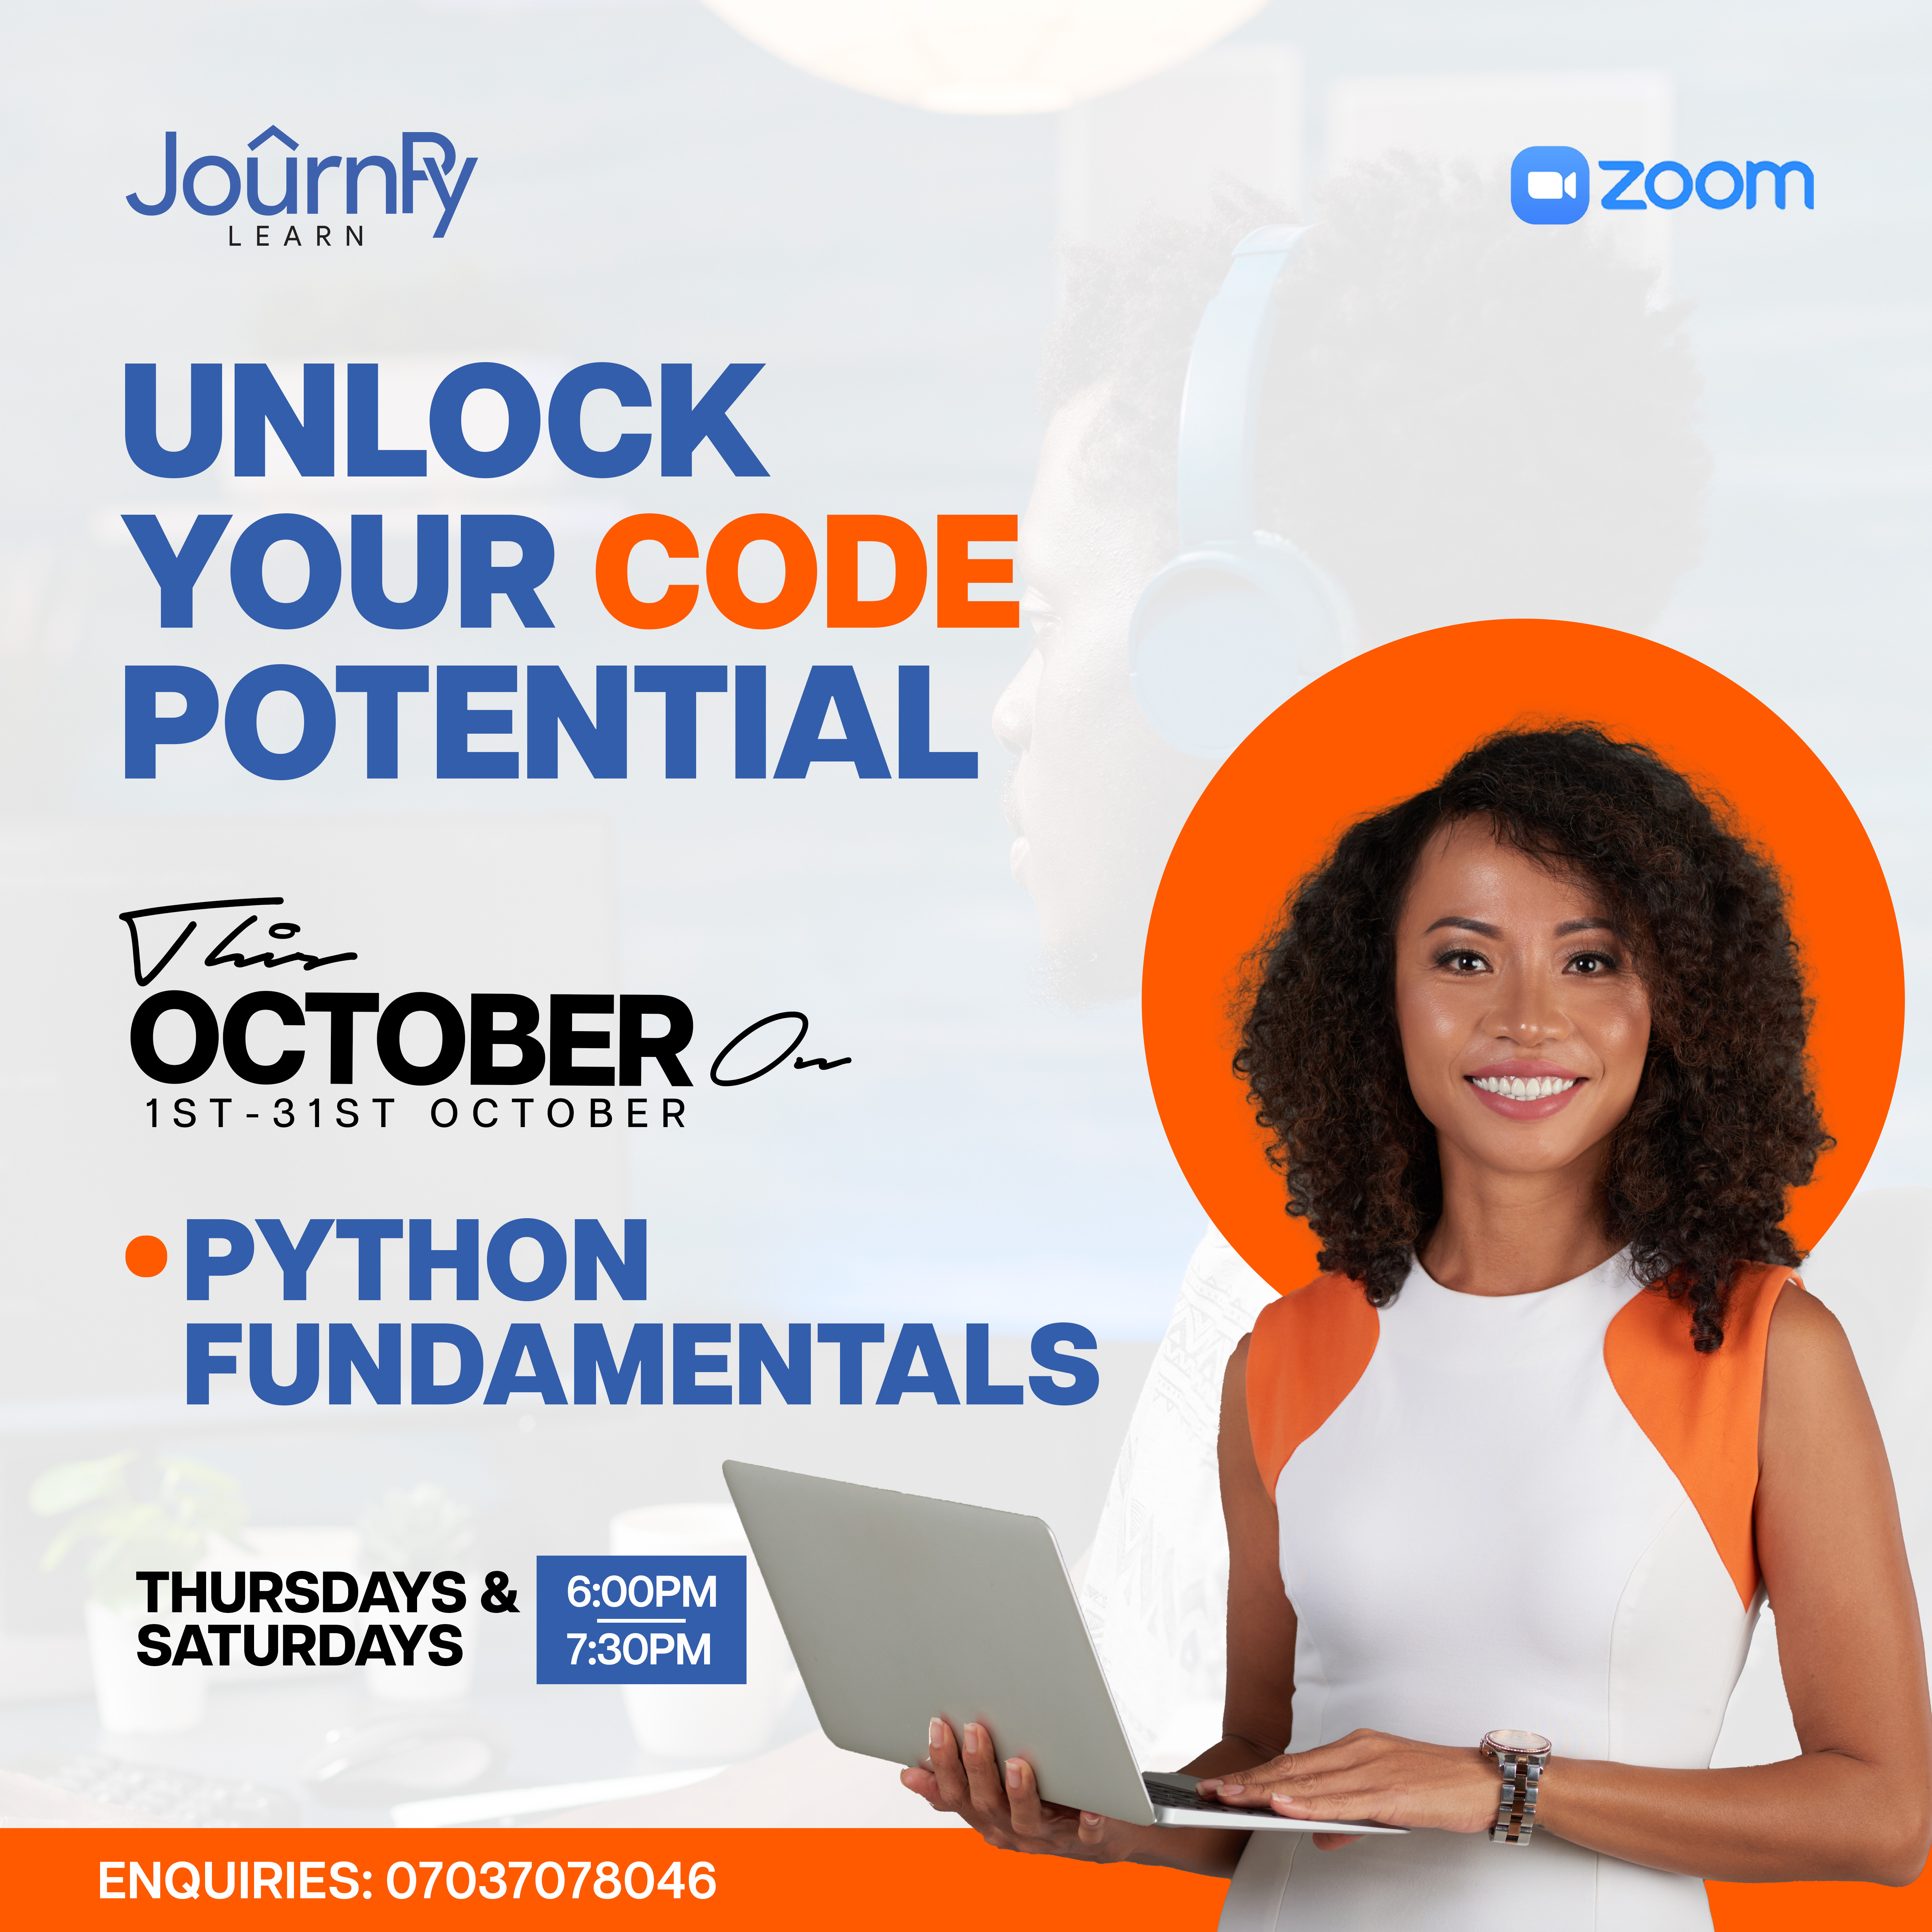 JoûrnPy
LEARN
zoom
UNLOCK
YOUR CODE
POTENTIAL
This
OCTOBER On
1ST-31ST OCTOBER
PYTHON
FUNDAMENTALS
THURSDAYS &
SATURDAYS
6:00PM
7:30PM
ENQUIRIES: 07037078046